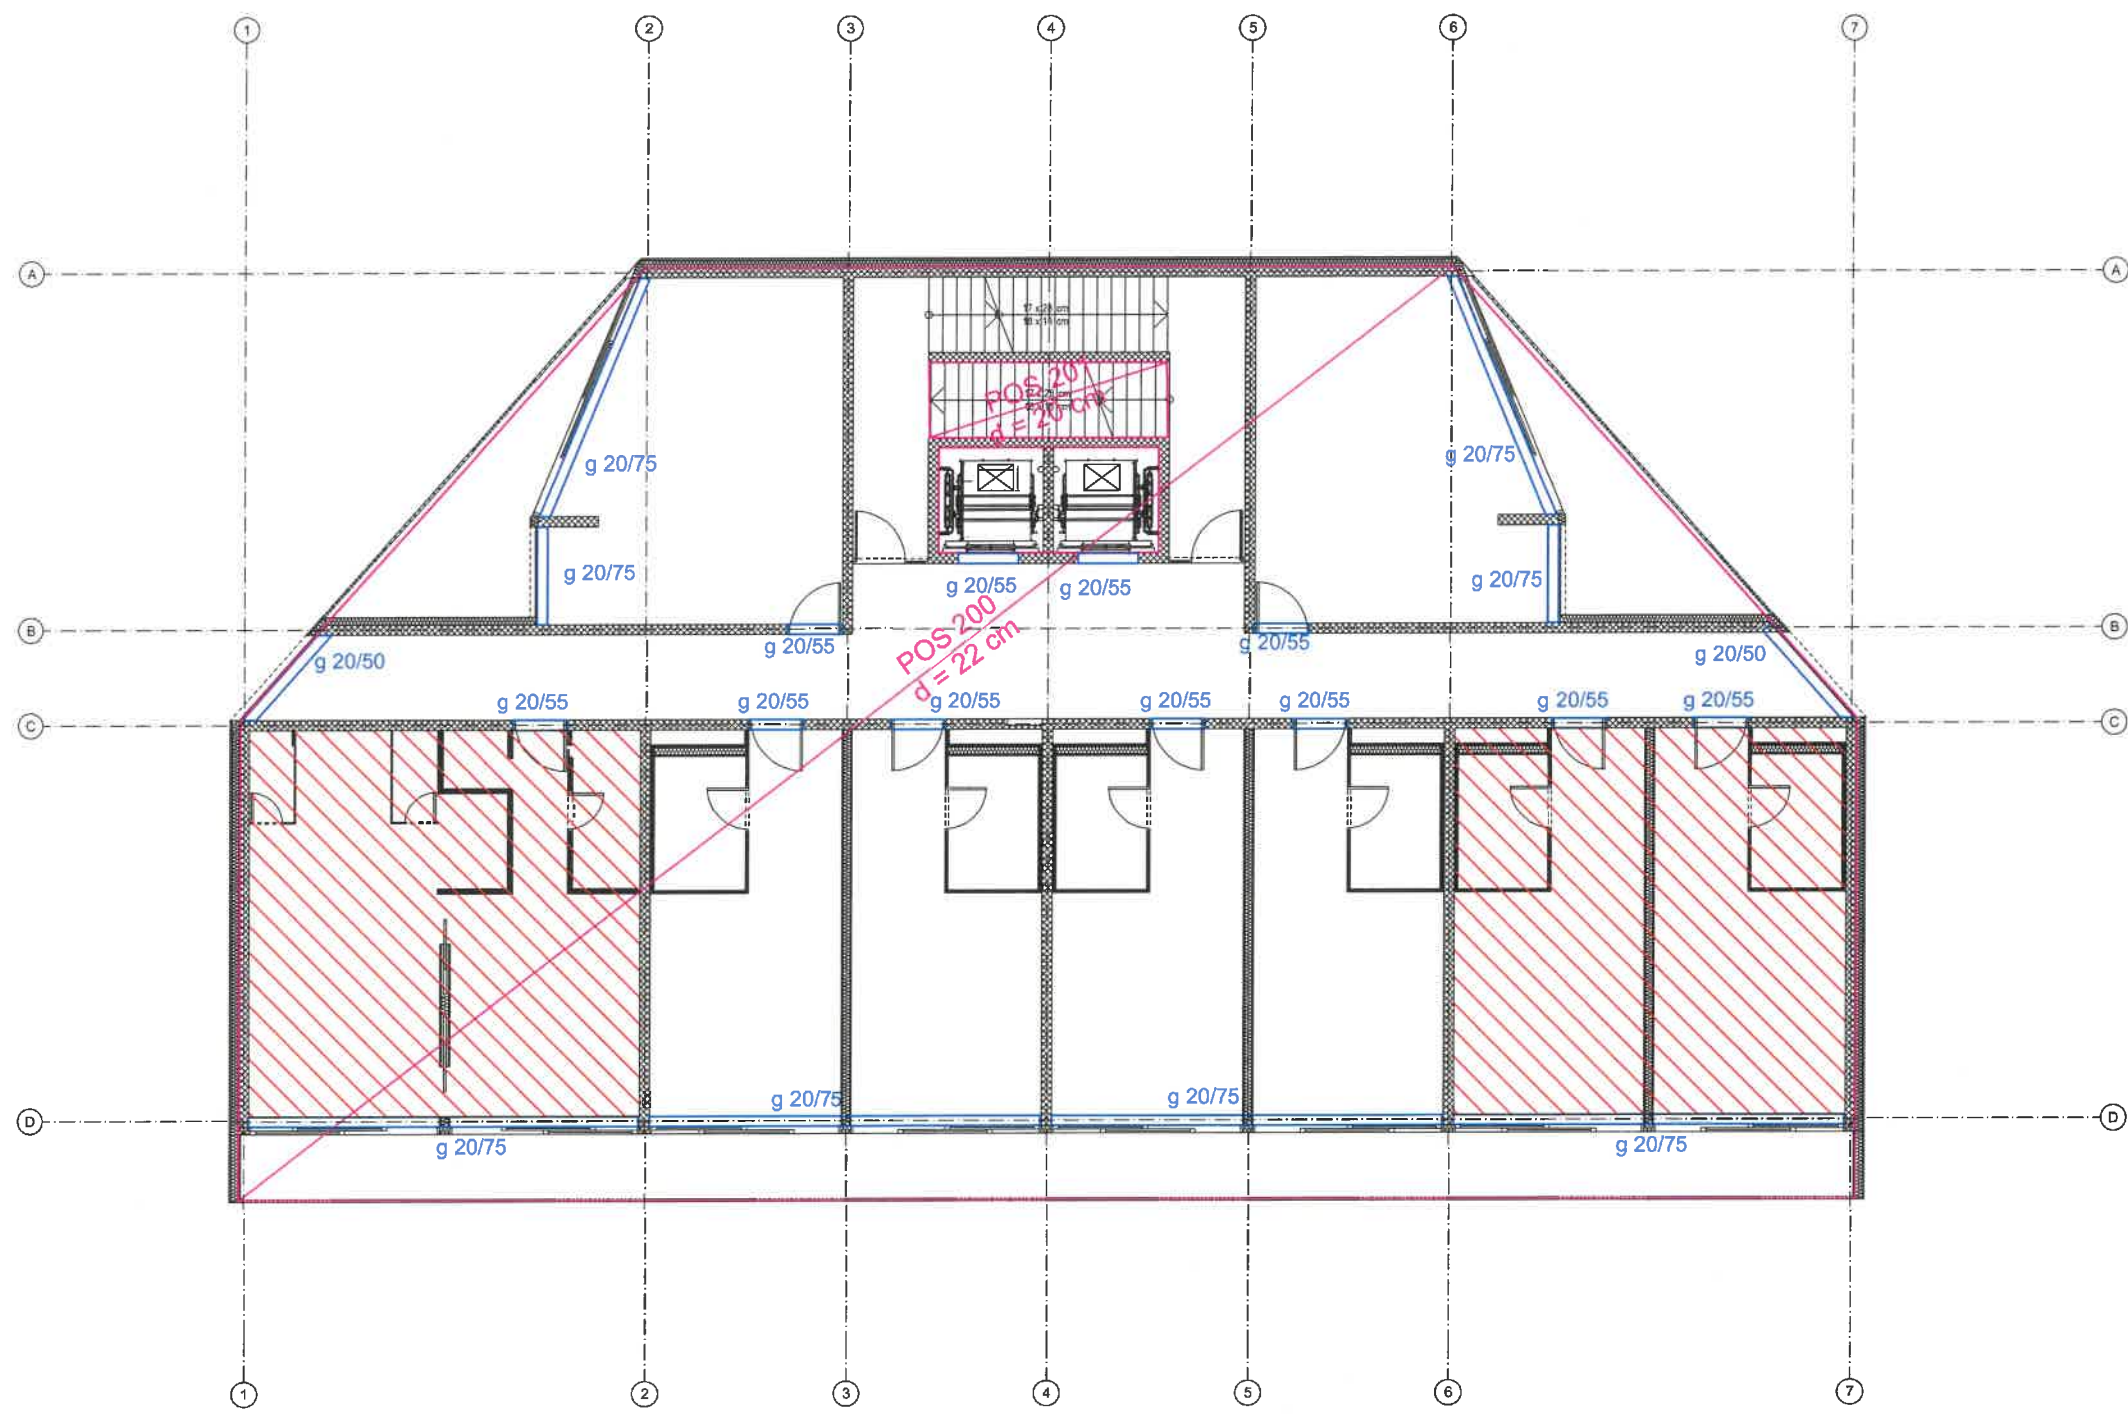 1 2 3 4 5 6 7
A A
17 x 28 cm
POS 201
d = 20 cm
g 20/75 g 20/75
g 20/75 g 20/75
g 20/55 g 20/55
B B
POS 200
d = 22 cm
g 20/55 g 20/55
g 20/50 g 20/50
g 20/55 g 20/55 g 20/55 g 20/55 g 20/55 g 20/55 g 20/55
C C
g 20/75 g 20/75
D D
g 20/75 g 20/75
1 2 3 4 5 6 7